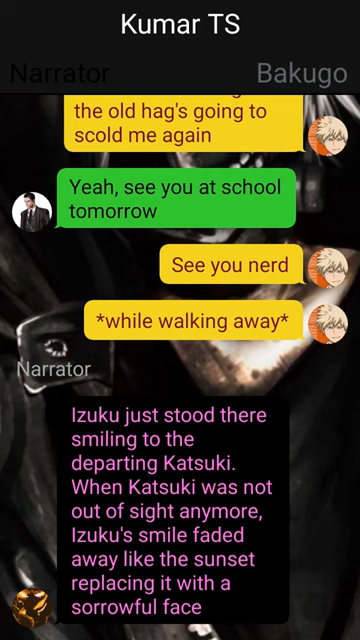 Kumar TS
Narrator
Bakugo
the old hag's going to
scold me again
Yeah, see you at school
tomorrow
See you nerd
*while walking away*
Narrator
Izuku just stood there
smiling to the
departing Katsuki.
When Katsuki was not
out of sight anymore,
Izuku's smile faded
away like the sunset
replacing it with a
sorrowful face